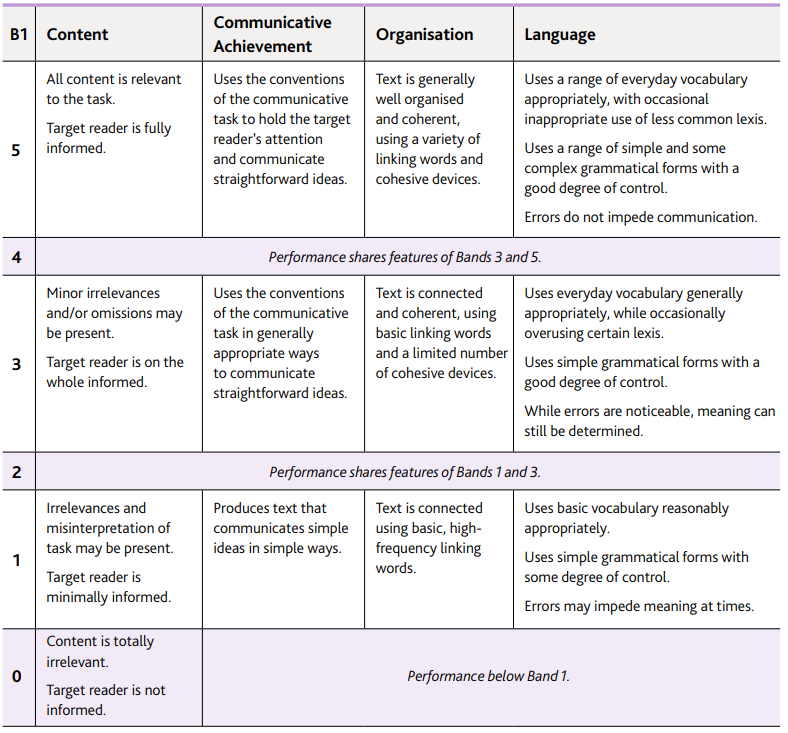 B1
Content
Communicative
Achievement
Organisation
Language
5
All content is relevant
to the task.
Target reader is fully
informed.
Uses the conventions
of the communicative
task to hold the target
reader's attention
and communicate
straightforward ideas.
Text is generally
well organised
and coherent,
using a variety of
linking words and
cohesive devices.
Uses a range of everyday vocabulary
appropriately, with occasional
inappropriate use of less common lexis.
Uses a range of simple and some
complex grammatical forms with a
good degree of control.
Errors do not impede communication.
4
Performance shares features of Bands 3 and 5.
3
Minor irrelevances
and/or omissions may
be present.
Target reader is on the
whole informed.
Uses the conventions
of the communicative
task in generally
appropriate ways
to communicate
straightforward ideas.
Text is connected
and coherent, using
basic linking words
and a limited number
of cohesive devices.
Uses everyday vocabulary generally
appropriately, while occasionally
overusing certain lexis.
Uses simple grammatical forms with a
good degree of control.
While errors are noticeable, meaning can
still be determined.
2
Performance shares features of Bands 1 and 3.
1
Irrelevances and
misinterpretation of
task may be present.
Target reader is
minimally informed.
Produces text that
communicates simple
ideas in simple ways.
Text is connected
using basic, high-
frequency linking
words.
Uses basic vocabulary reasonably
appropriately.
Uses simple grammatical forms with
some degree of control.
Errors may impede meaning at times.
0
Content is totally
irrelevant.
Target reader is not
informed.
Performance below Band 1.